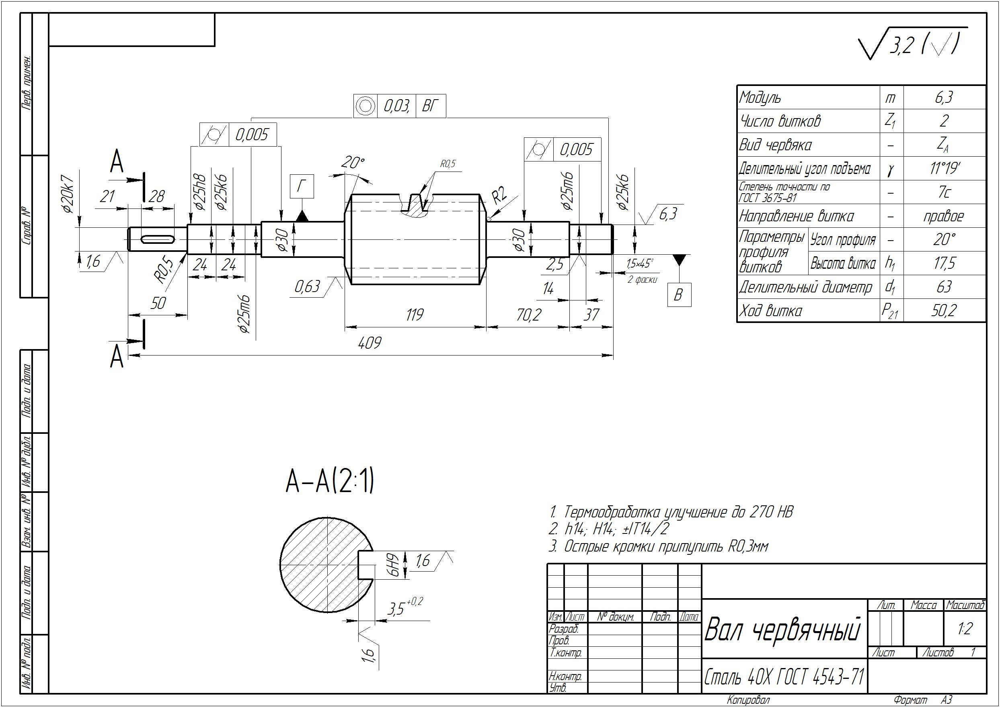 3,2 (√)
Перв. примен.
Справ. №
Подп. и дата
Инв. № дубл.
Взам. инв. №
Подп. и дата
Инв. № подл.
0,03, ВГ
0,005
0,005
20°
R0,5
А
21
28
⌀20k7
⌀25h8
⌀25k6
Г
R2
⌀25m6
⌀25k6
6,3
⌀30
⌀30
1,6
R0,5
24
24
0,63
2,5
1,5×45°
2 фаски
14
В
50
⌀25m6
119
70,2
37
409
А
Модуль m 6,3
Число витков Z1 2
Вид червяка – ZA
Делительный угол подъема γ 11°19'
Степень точности по
ГОСТ 3675-81 – 7с
Направление витка – правое
Параметры
профиля
витков
Угол профиля – 20°
Высота витка h1 17,5
Делительный диаметр d1 63
Ход витка P21 50,2
А-А(2:1)
6H9
1,6
3,5+0,2
1,6
1. Термообработка улучшение до 270 НВ
2. h14; H14; ±IT14/2
3. Острые кромки притупить R0,3мм
Изм. Лист № докум. Подп. Дата
Разраб.
Пров.
Т.контр.
Н.контр.
Утв.
Вал червячный
Лит. Масса Масштаб
1:2
Лист Листов 1
Сталь 40Х ГОСТ 4543-71
Копировал Формат А3